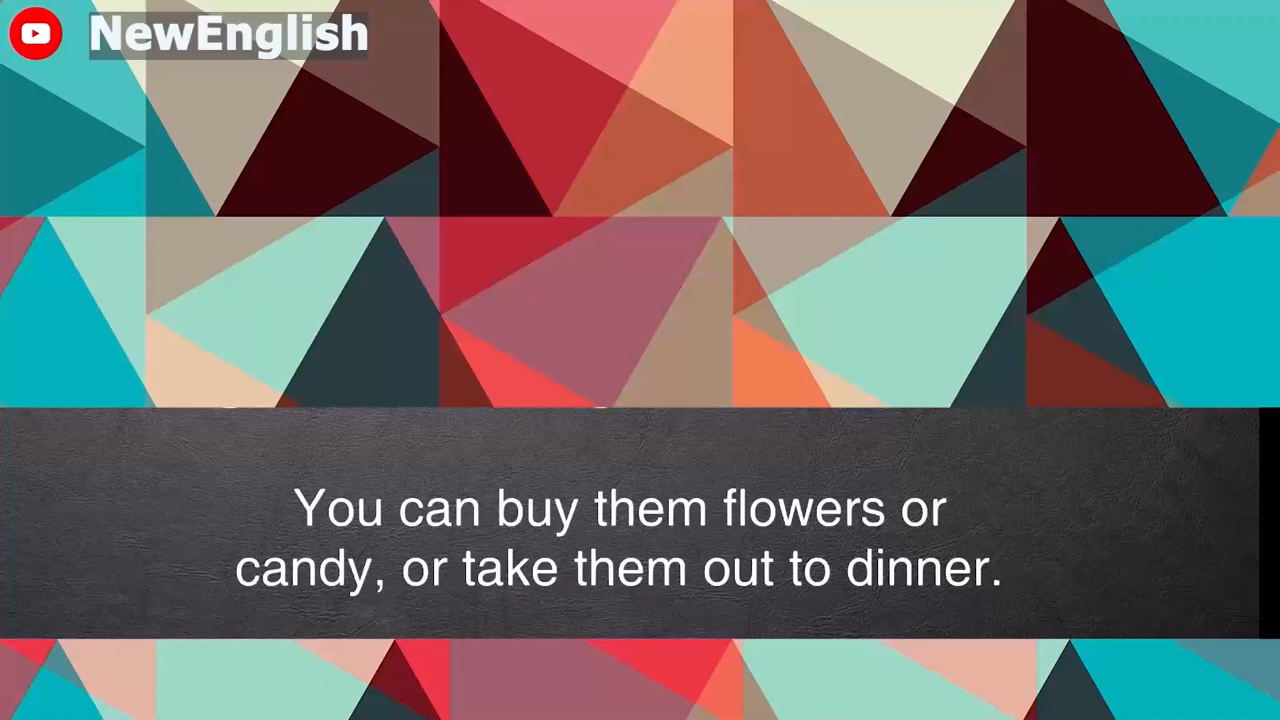 NewEnglish
You can buy them flowers or
candy, or take them out to dinner.